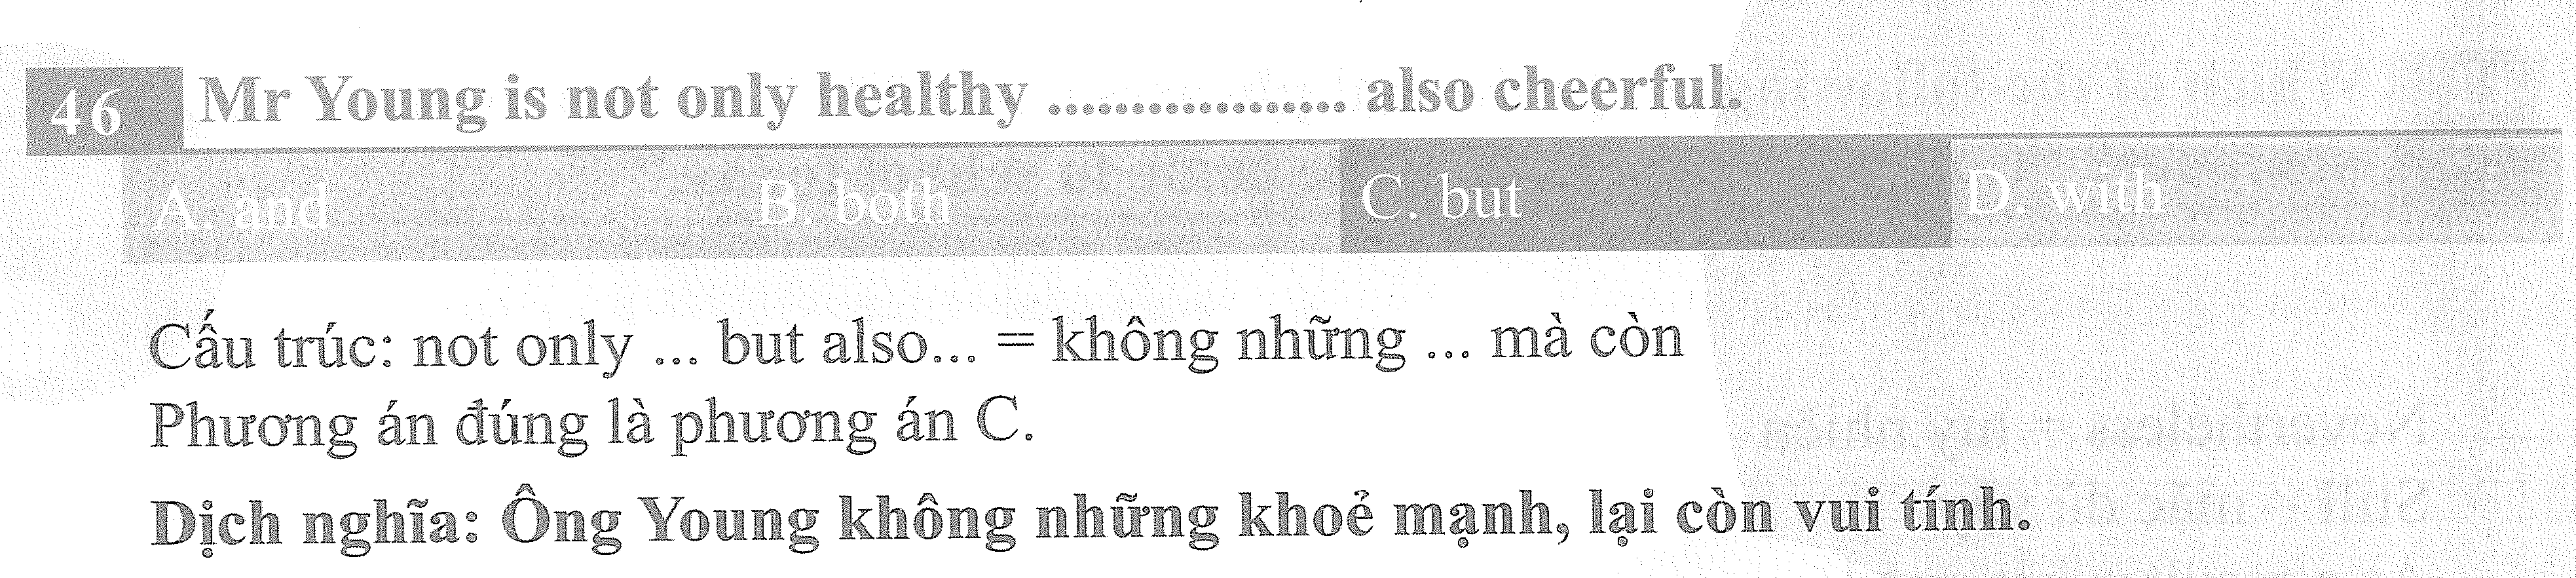 46 Mr Young is not only healthy .................. also cheerful.
A. and B. both C. but D. with
Cấu trúc: not only ... but also... = không những ... mà còn
Phương án đúng là phương án C.
Dịch nghĩa: Ông Young không những khoẻ mạnh, lại còn vui tính.